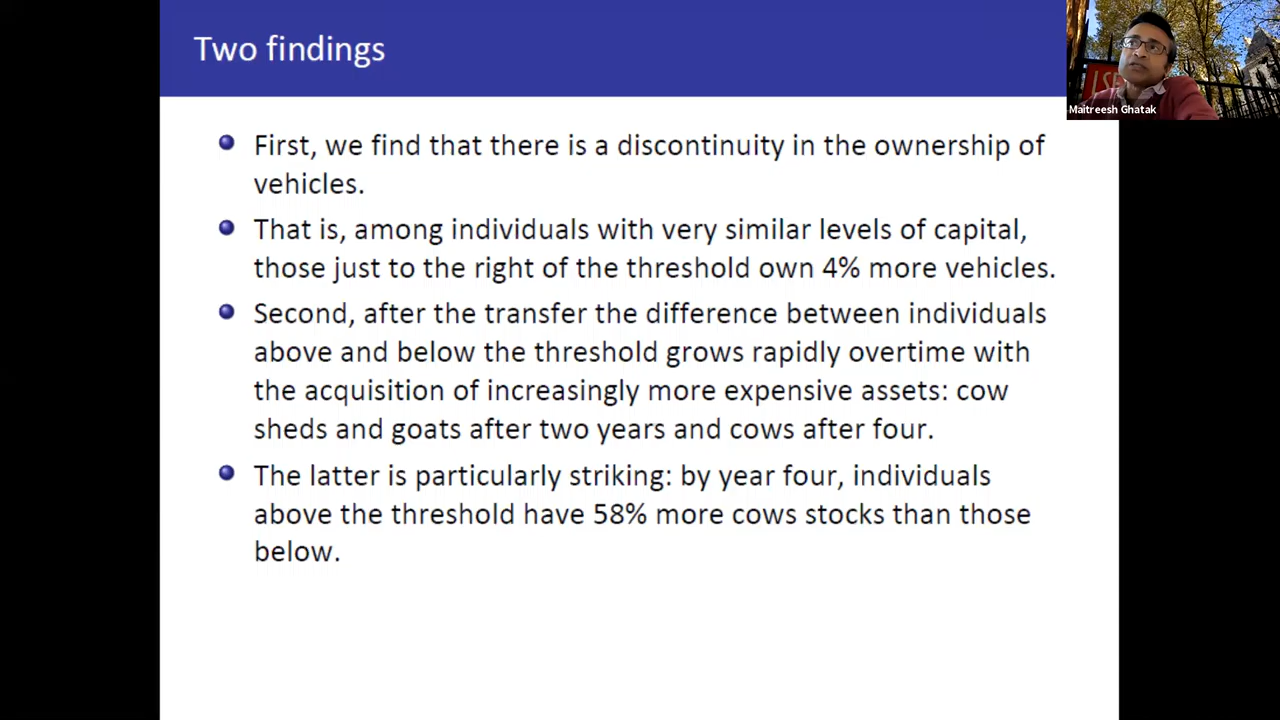 Two findings
First, we find that there is a discontinuity in the ownership of
vehicles.
That is, among individuals with very similar levels of capital,
those just to the right of the threshold own 4% more vehicles.
Second, after the transfer the difference between individuals
above and below the threshold grows rapidly overtime with
the acquisition of increasingly more expensive assets: cow
sheds and goats after two years and cows after four.
The latter is particularly striking: by year four, individuals
above the threshold have 58% more cows stocks than those
below.
LSE
Maitreesh Ghatak